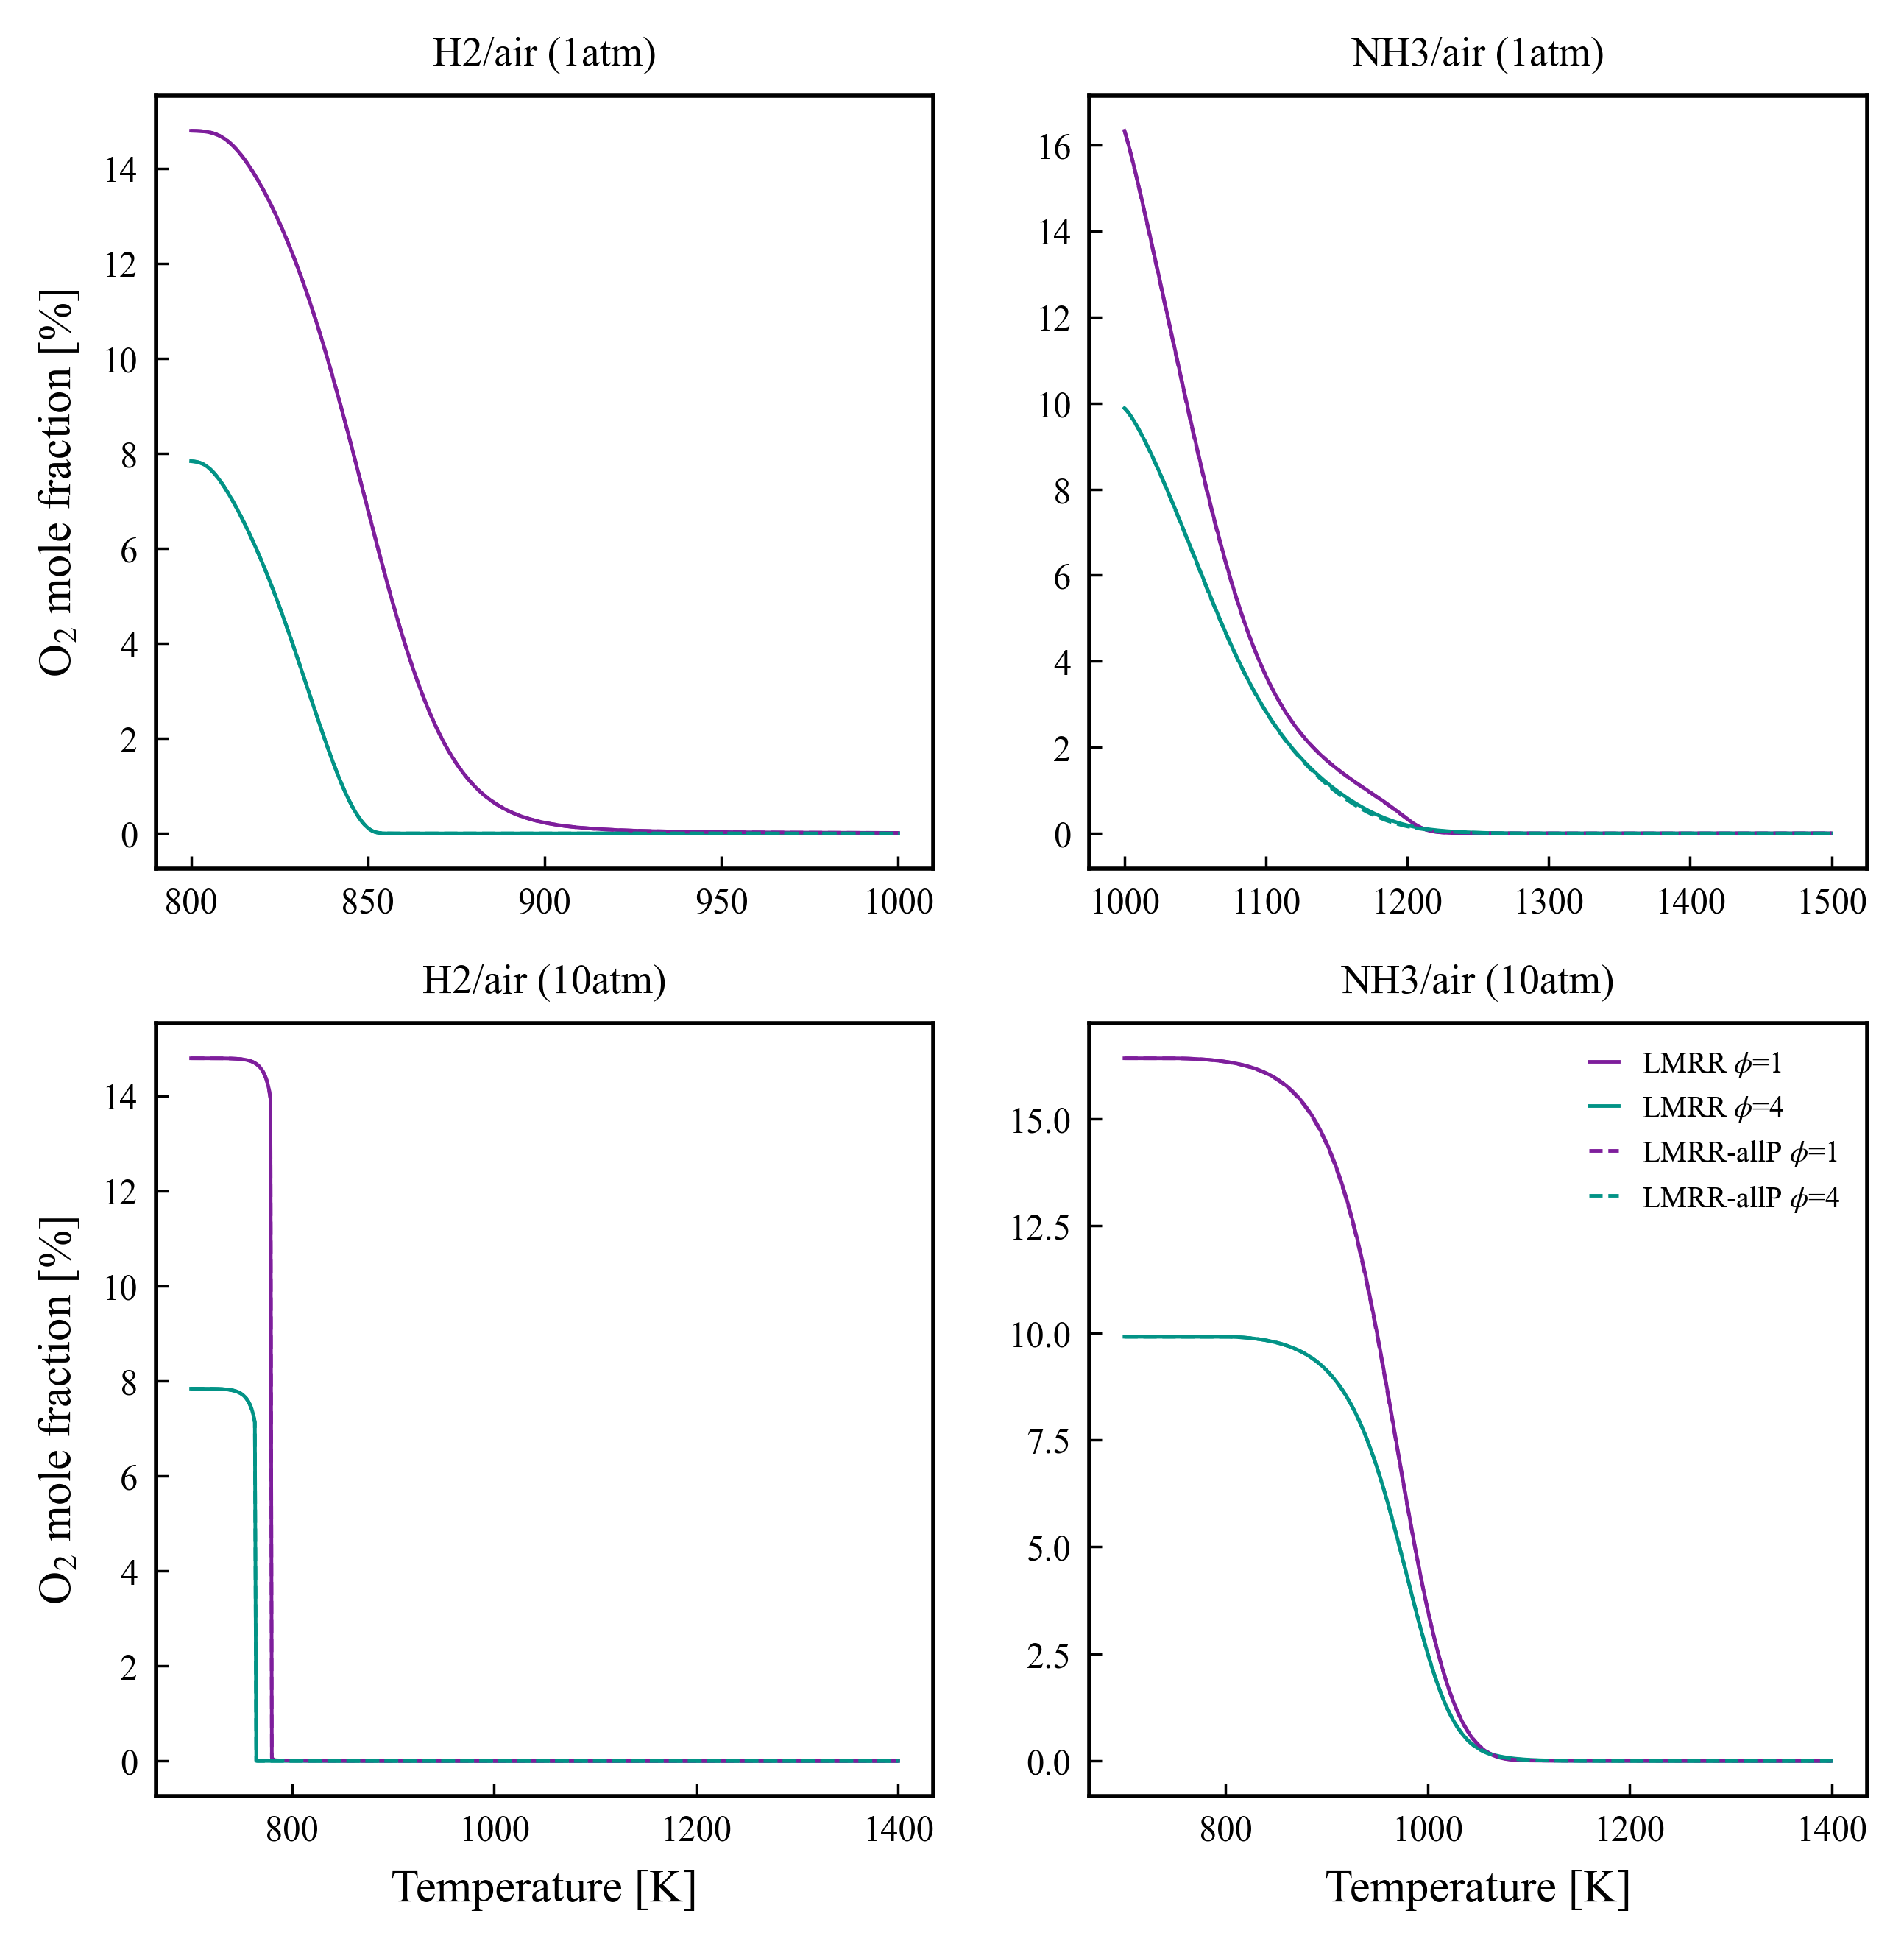 H2/air (1atm)
O2 mole fraction [%]
14
12
10
8
6
4
2
0
800 850 900 950 1000
NH3/air (1atm)
16
14
12
10
8
6
4
2
0
1000 1100 1200 1300 1400 1500
H2/air (10atm)
O2 mole fraction [%]
14
12
10
8
6
4
2
0
800 1000 1200 1400
Temperature [K]
NH3/air (10atm)
LMRR ϕ=1
LMRR ϕ=4
LMRR-allP ϕ=1
LMRR-allP ϕ=4
15.0
12.5
10.0
7.5
5.0
2.5
0.0
800 1000 1200 1400
Temperature [K]